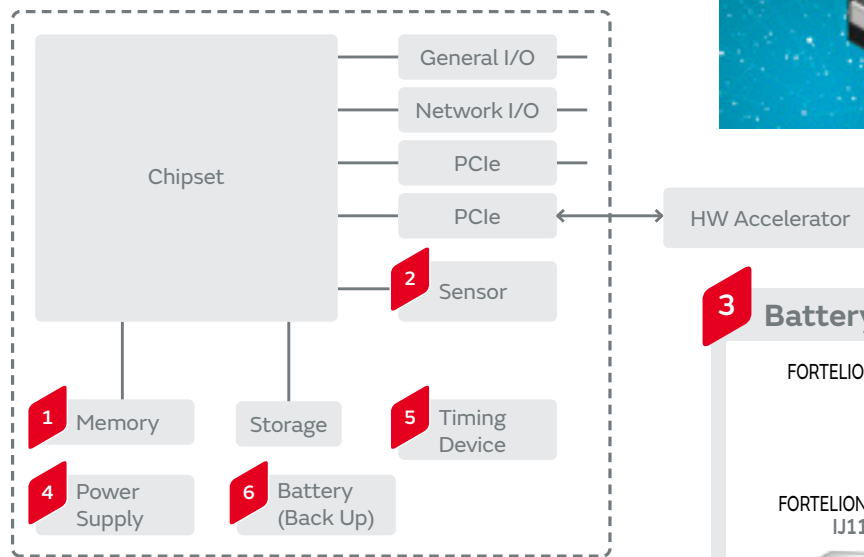 General I/O
Network I/O
Chipset
PCIe
PCIe
HW Accelerator
2
Sensor
3
Battery
FORTELIO
1
Memory
Storage
5
Timing
Device
4
Power
Supply
6
Battery
(Back Up)
FORTELION
IJ11